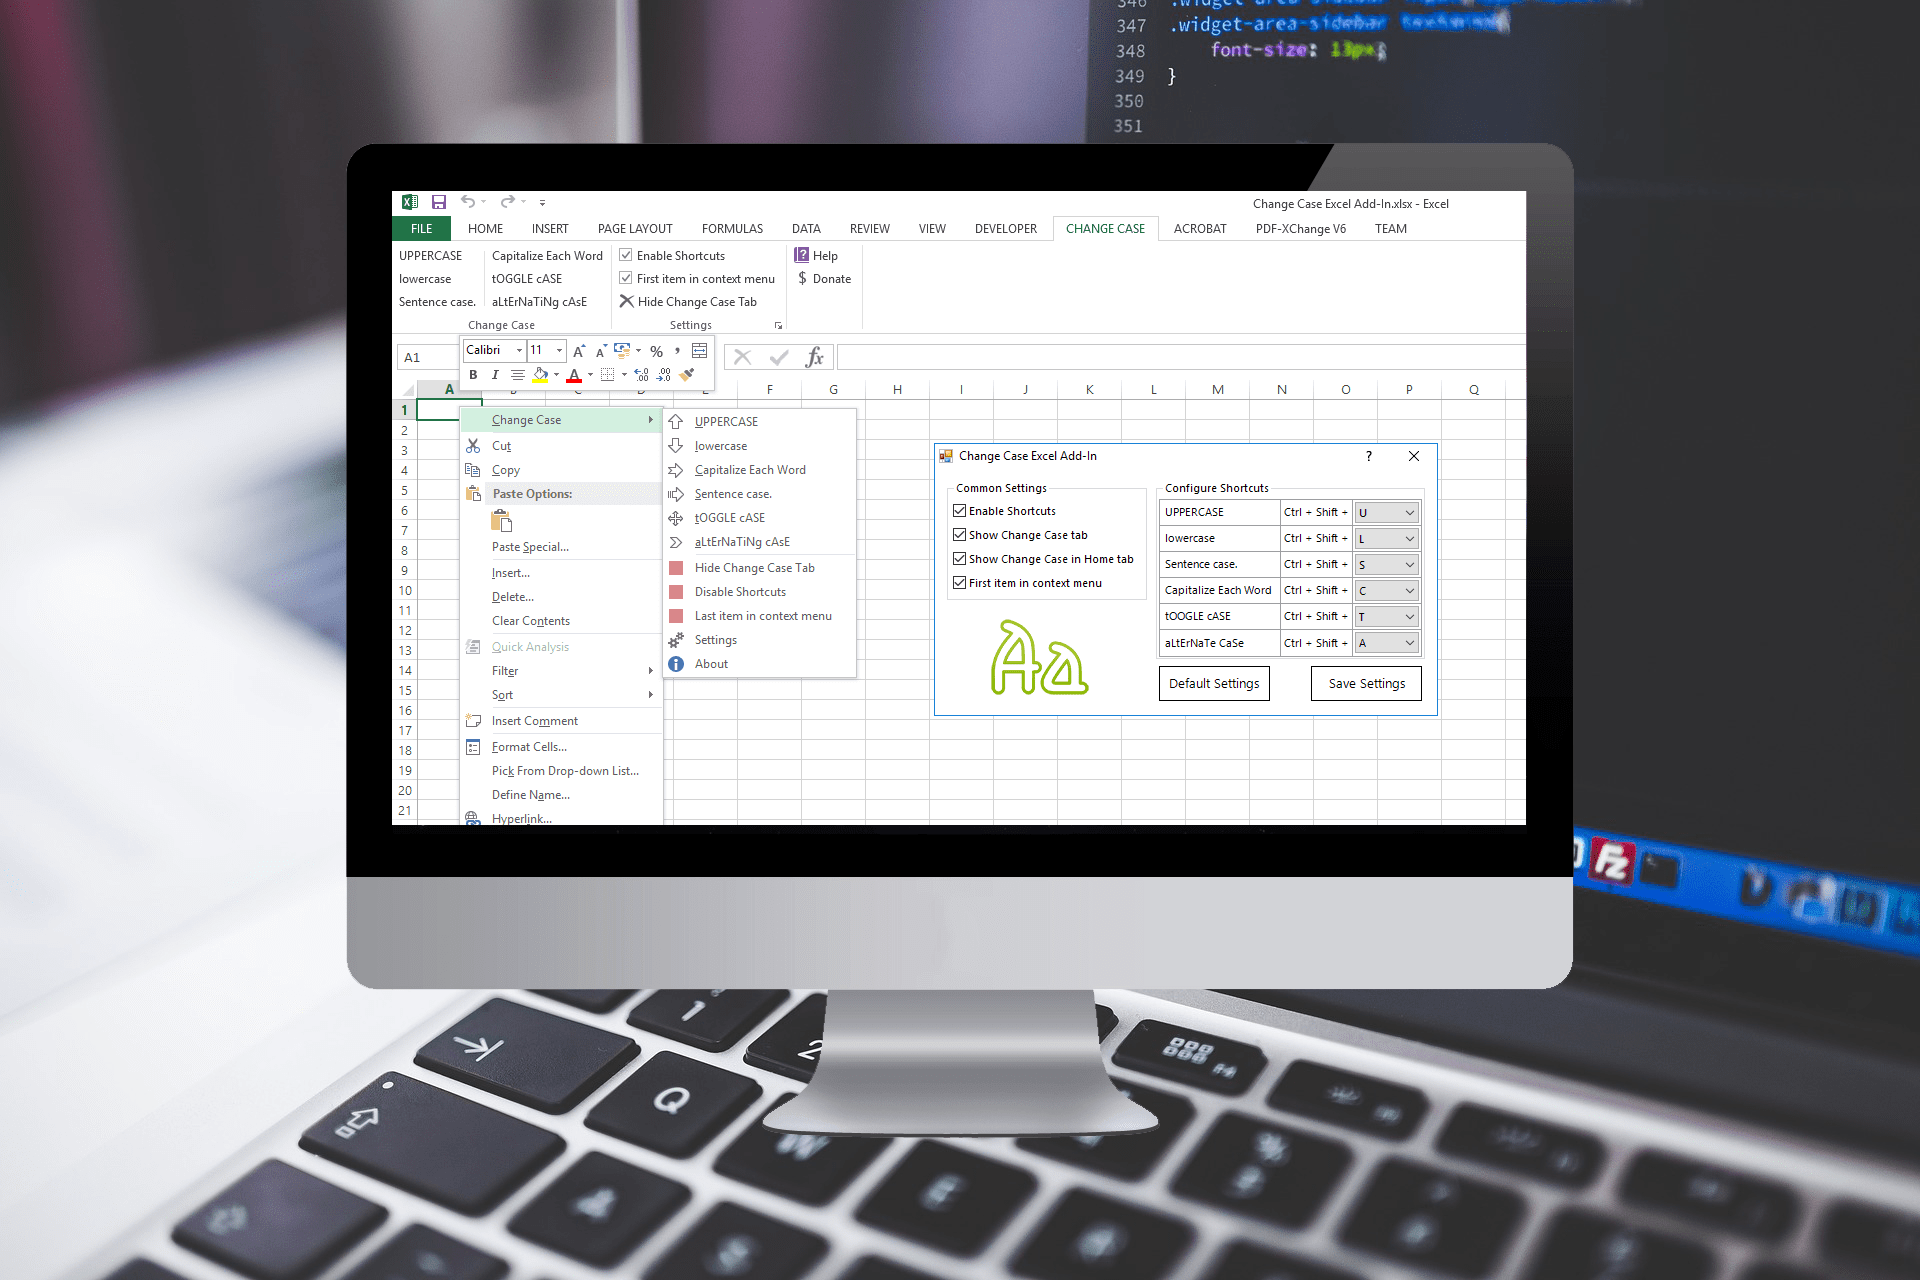 347
.widget-area-sidebar
348
font-size: 13px;
349 }
350
351
Change Case Excel Add-In.xlsx - Excel
FILE HOME INSERT PAGE LAYOUT FORMULAS DATA REVIEW VIEW DEVELOPER CHANGE CASE ACROBAT PDF-XChange V6 TEAM
UPPERCASE Capitalize Each Word Enable Shortcuts Help
lowercase tOGGLE cASE First item in context menu $ Donate
Sentence case. aLtErNaTiNg cAsE Hide Change Case Tab
Change Case Settings
A1 Calibri 11 A A % , fx
B I A .00 .00
A F G H I J K L M N O P Q
1
2
3
4
5
6
7
8
9
10
11
12
13
14
15
16
17
18
19
20
21
Change Case
Cut
Copy
Paste Options:
Paste Special...
Insert...
Delete...
Clear Contents
Quick Analysis
Filter
Sort
Insert Comment
Format Cells...
Pick From Drop-down List...
Define Name...
Hyperlink...
UPPERCASE
lowercase
Capitalize Each Word
Sentence case.
tOGGLE cASE
aLtErNaTiNg cAsE
Hide Change Case Tab
Disable Shortcuts
Last item in context menu
Settings
About
Change Case Excel Add-In ?
Common Settings
Enable Shortcuts
Show Change Case tab
Show Change Case in Home tab
First item in context menu
Aa
Configure Shortcuts
UPPERCASE Ctrl + Shift + U
lowercase Ctrl + Shift + L
Sentence case. Ctrl + Shift + S
Capitalize Each Word Ctrl + Shift + C
tOOGLE cASE Ctrl + Shift + T
aLtErNaTe CaSe Ctrl + Shift + A
Default Settings Save Settings
Fz
1
2
F4
Q
W
E
A
S